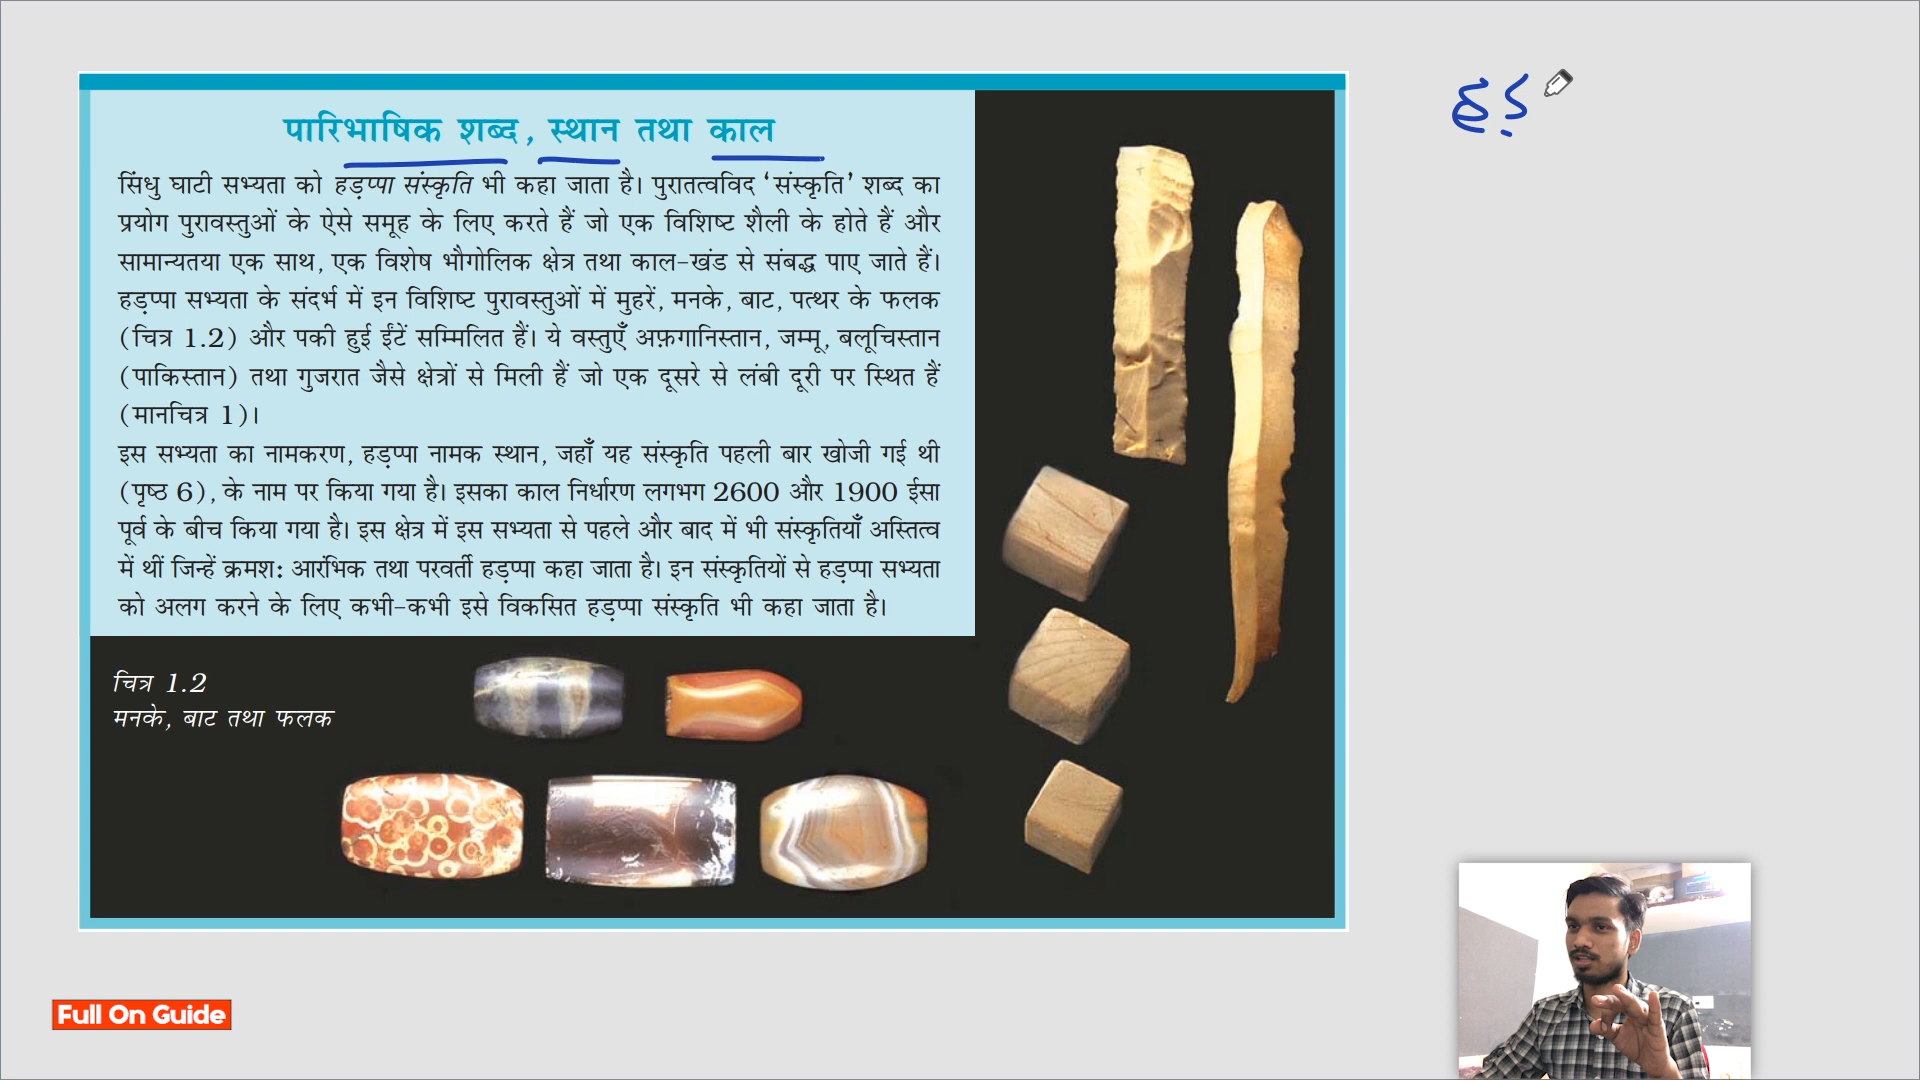 पारिभाषिक शब्द, स्थान तथा काल
सिंधु घाटी सभ्यता को हड़प्पा संस्कृति भी कहा जाता है। पुरातत्वविद ‘संस्कृति’ शब्द का
प्रयोग पुरावस्तुओं के ऐसे समूह के लिए करते हैं जो एक विशिष्ट शैली के होते हैं और
सामान्यतया एक साथ, एक विशेष भौगोलिक क्षेत्र तथा काल-खंड से संबद्ध पाए जाते हैं।
हड़प्पा सभ्यता के संदर्भ में इन विशिष्ट पुरावस्तुओं में मुहरें, मनके, बाट, पत्थर के फलक
(चित्र 1.2) और पकी हुई ईंटें सम्मिलित हैं। ये वस्तुएँ अफ़गानिस्तान, जम्मू, बलूचिस्तान
(पाकिस्तान) तथा गुजरात जैसे क्षेत्रों से मिली हैं जो एक दूसरे से लंबी दूरी पर स्थित हैं
(मानचित्र 1)।
इस सभ्यता का नामकरण, हड़प्पा नामक स्थान, जहाँ यह संस्कृति पहली बार खोजी गई थी
(पृष्ठ 6), के नाम पर किया गया है। इसका काल निर्धारण लगभग 2600 और 1900 ईसा
पूर्व के बीच किया गया है। इस क्षेत्र में इस सभ्यता से पहले और बाद में भी संस्कृतियाँ अस्तित्व
में थीं जिन्हें क्रमश: आरंभिक तथा परवर्ती हड़प्पा कहा जाता है। इन संस्कृतियों से हड़प्पा सभ्यता
को अलग करने के लिए कभी-कभी इसे विकसित हड़प्पा संस्कृति भी कहा जाता है।
चित्र 1.2
मनके, बाट तथा फलक
हड़
Full On Guide